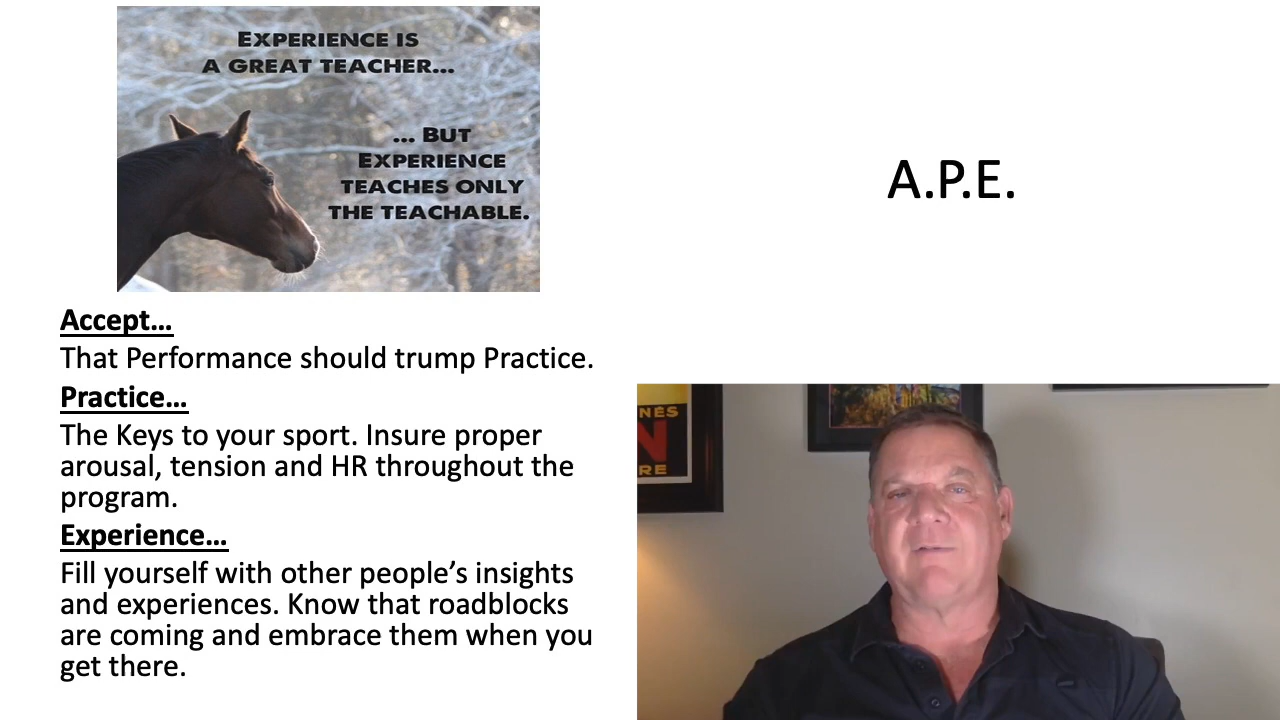 EXPERIENCE IS
A GREAT TEACHER...
... BUT
EXPERIENCE
TEACHES ONLY
THE TEACHABLE.
A.P.E.
Accept...
That Performance should trump Practice.
Practice...
The Keys to your sport. Insure proper
arousal, tension and HR throughout the
program.
Experience...
Fill yourself with other people’s insights
and experiences. Know that roadblocks
are coming and embrace them when you
get there.
NES
N
RE